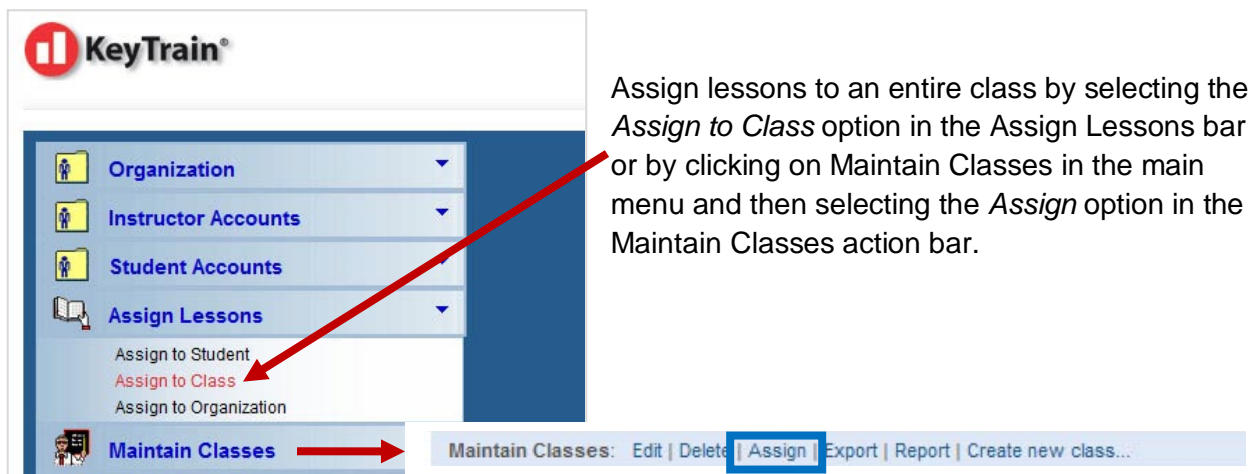 KeyTrain®
Assign lessons to an entire class by selecting the
Assign to Class option in the Assign Lessons bar
or by clicking on Maintain Classes in the main
menu and then selecting the Assign option in the
Maintain Classes action bar.
Organization
Instructor Accounts
Student Accounts
Assign Lessons
Assign to Student
Assign to Class
Assign to Organization
Maintain Classes
Maintain Classes: Edit | Delete | Assign | Export | Report | Create new class...